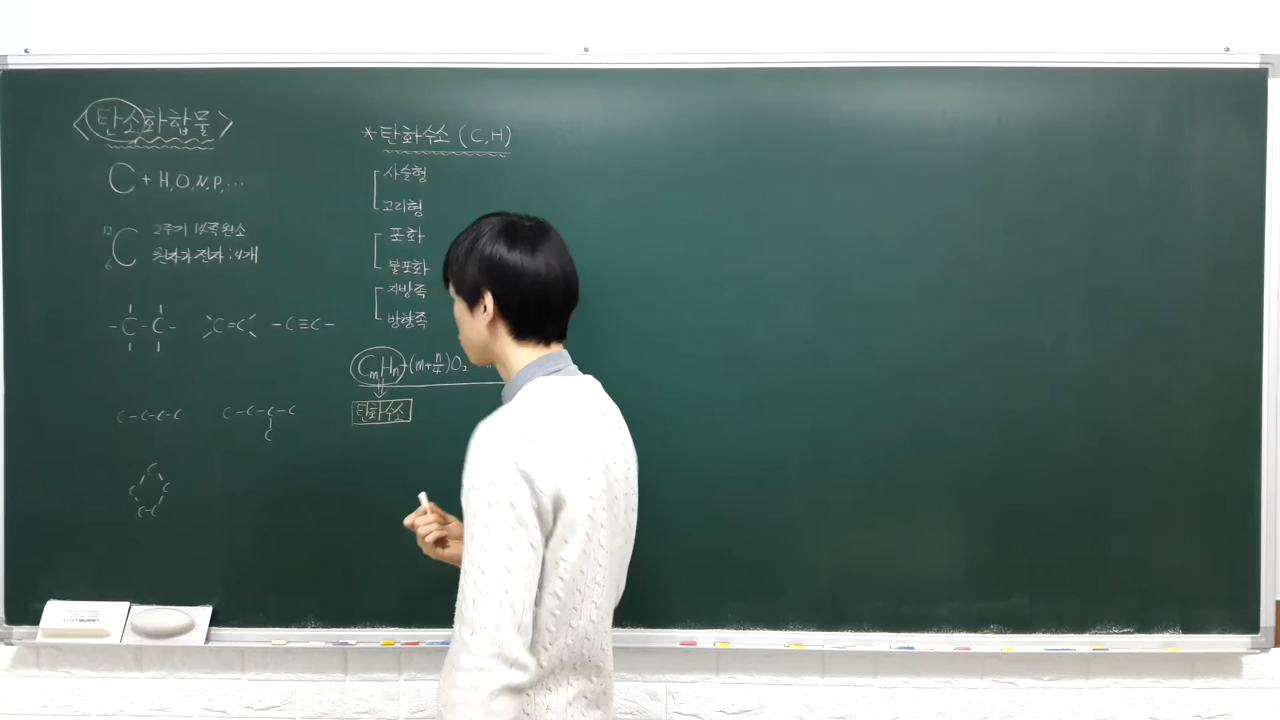 <탄소화합물>
C + H, O, N, P, ...
12 6 C 2주기 14족 원소
원자가 전자 : 4개
- C - C - C = C - C ≡ C -
C - C - C - C
C - C - C - C
C
C
C C
C - C
* 탄화수소 (C, H)
사슬형
고리형
포화
불포화
지방족
방향족
CmHn + (m + n/4) O2
탄화수소